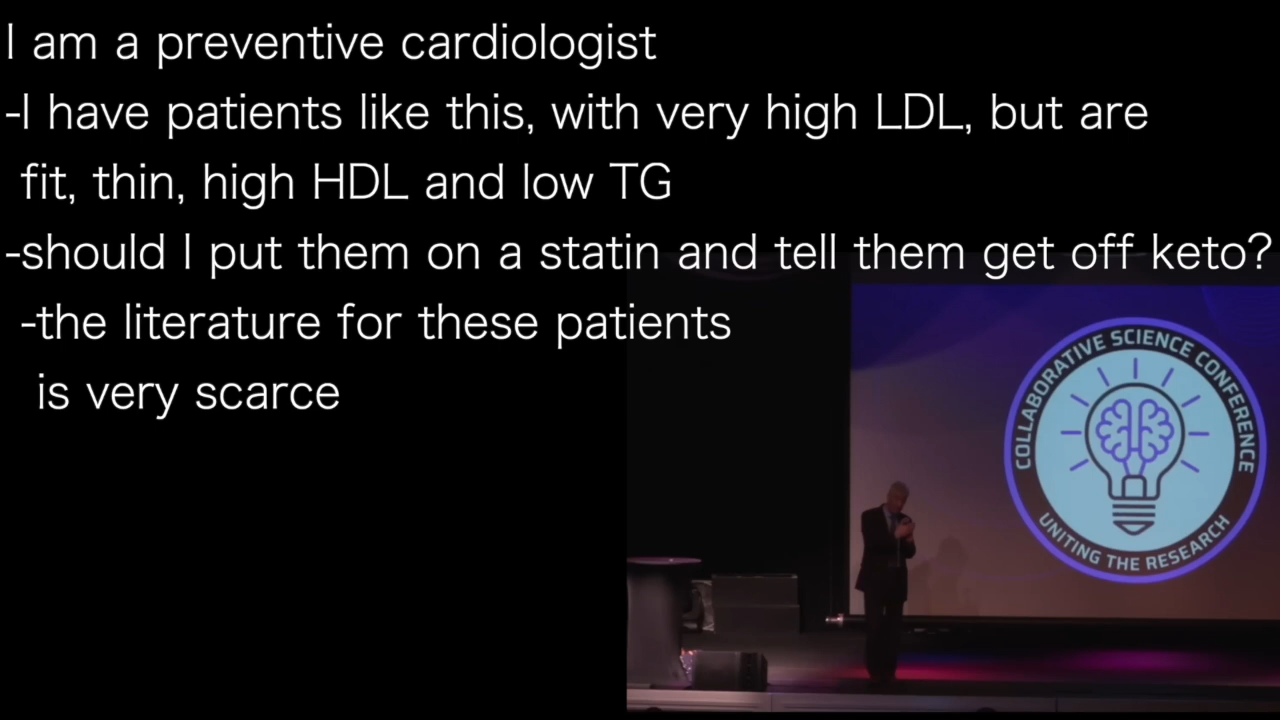 I am a preventive cardiologist
-I have patients like this, with very high LDL, but are
fit, thin, high HDL and low TG
-should I put them on a statin and tell them get off keto?
-the literature for these patients
is very scarce
COLLABORATIVE SCIENCE CONFERENCE
UNITING THE RESEARCH